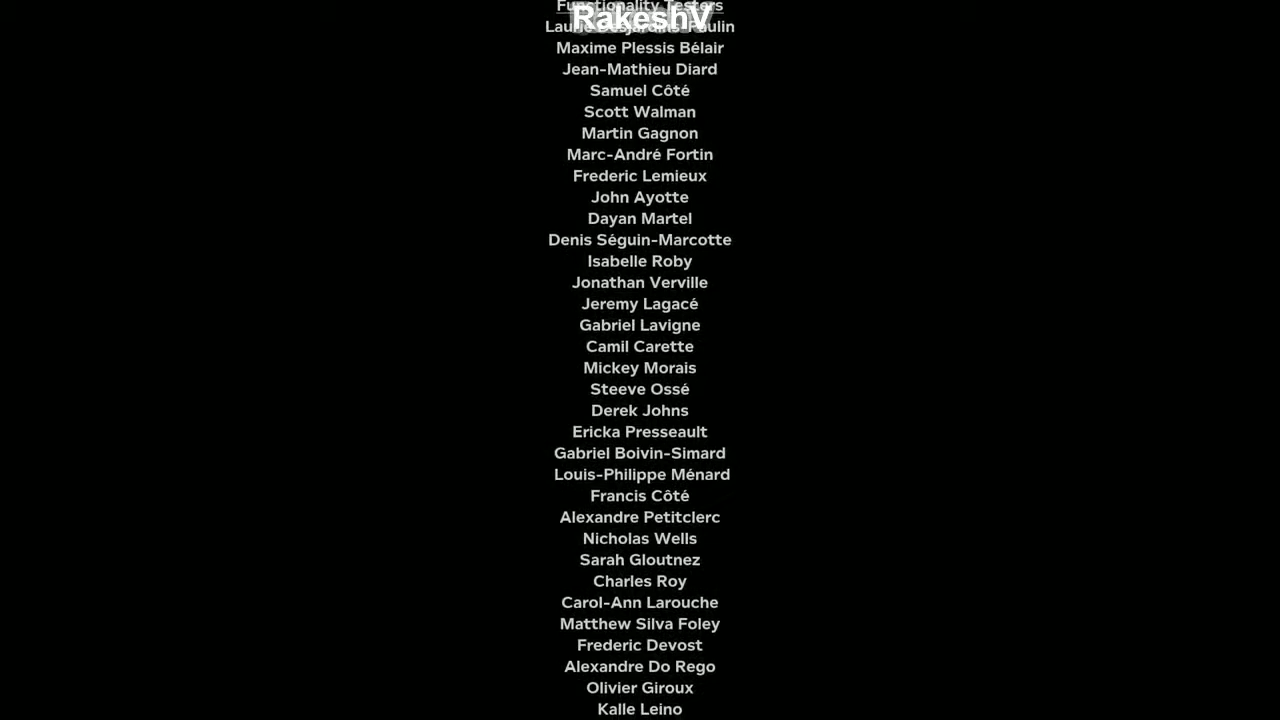 Functionality Testers
RakeshV
Maxime Plessis Bélair
Jean-Mathieu Diard
Samuel Côté
Scott Walman
Martin Gagnon
Marc-André Fortin
Frederic Lemieux
John Ayotte
Dayan Martel
Denis Séguin-Marcotte
Isabelle Roby
Jonathan Verville
Jeremy Lagacé
Gabriel Lavigne
Camil Carette
Mickey Morais
Steeve Ossé
Derek Johns
Ericka Presseault
Gabriel Boivin-Simard
Louis-Philippe Ménard
Francis Côté
Alexandre Petitclerc
Nicholas Wells
Sarah Gloutnez
Charles Roy
Carol-Ann Larouche
Matthew Silva Foley
Frederic Devost
Alexandre Do Rego
Olivier Giroux
Kalle Leino